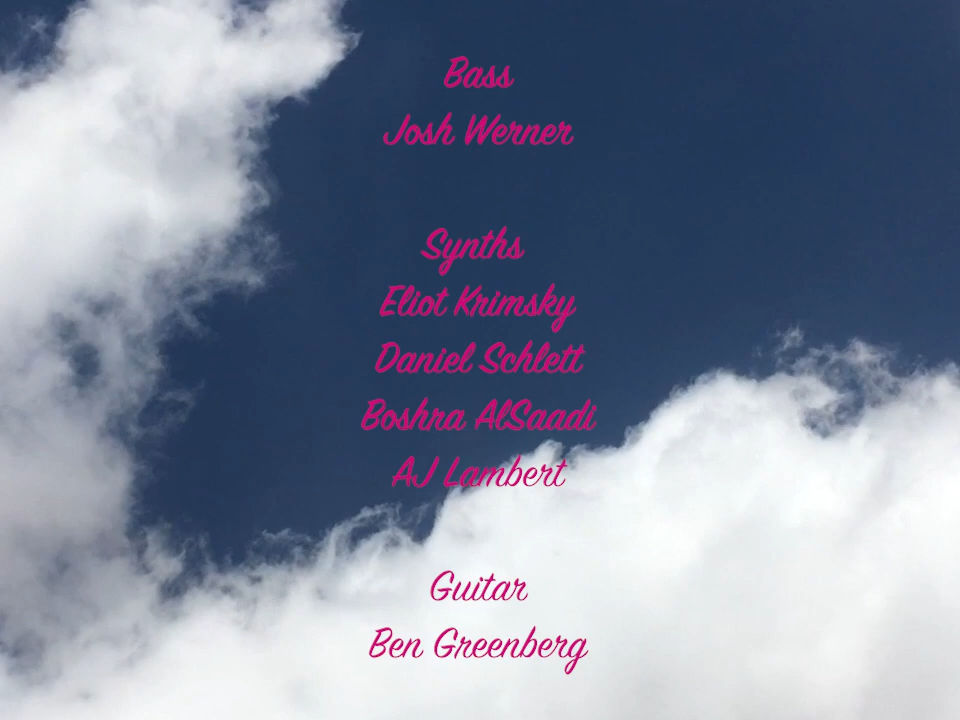 Bass
Josh Werner
Synths
Eliot Krimsky
Daniel Schlett
Boshra AlSaadi
AJ Lambert
Guitar
Ben Greenberg